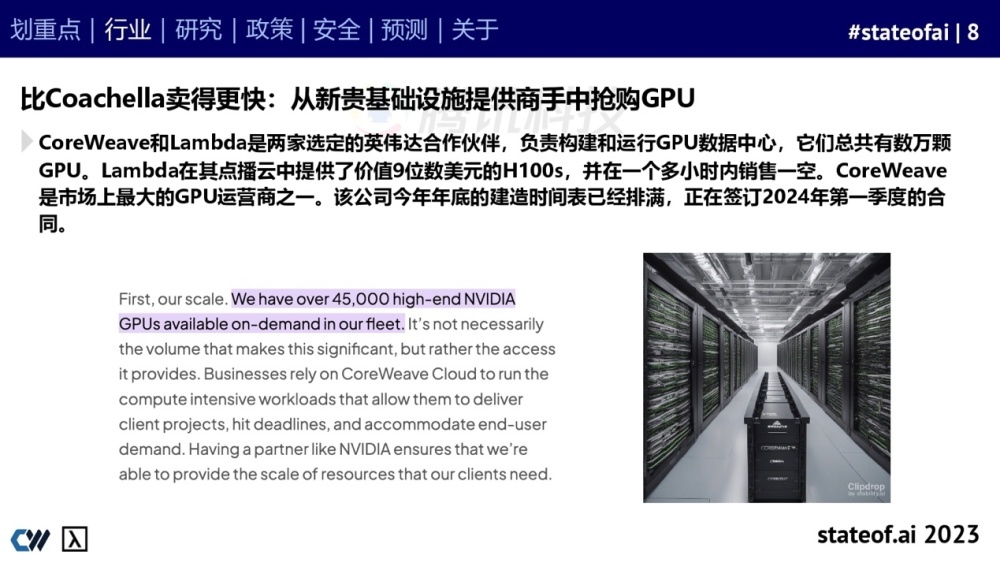 划重点 | 行业 | 研究 | 政策 | 安全 | 预测 | 关于
#stateofai | 8
比Coachella卖得更快：从新贵基础设施提供商手中抢购GPU
腾讯科技
CoreWeave和Lambda是两家选定的英伟达合作伙伴，负责构建和运行GPU数据中心，它们总共有数万颗
GPU。Lambda在其点播云中提供了价值9位数美元的H100s，并在一个多小时内销售一空。CoreWeave
是市场上最大的GPU运营商之一。该公司今年年底的建造时间表已经排满，正在签订2024年第一季度的合
同。
First, our scale. We have over 45,000 high-end NVIDIA
GPUs available on-demand in our fleet. It’s not necessarily
the volume that makes this significant, but rather the access
it provides. Businesses rely on CoreWeave Cloud to run the
compute intensive workloads that allow them to deliver
client projects, hit deadlines, and accommodate end-user
demand. Having a partner like NVIDIA ensures that we’re
able to provide the scale of resources that our clients need.
Clipdrop
by stability.ai
CW
λ
stateof.ai 2023